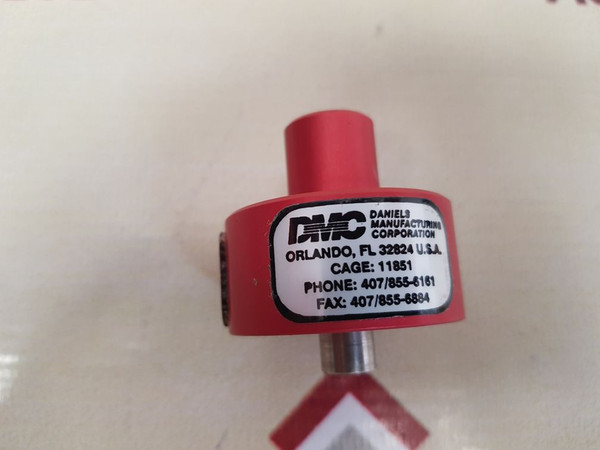 DMC DANIELS
MANUFACTURING
CORPORATION
ORLANDO, FL 32824 U.S.A.
CAGE: 11851
PHONE: 407/855-6161
FAX: 407/855-6884